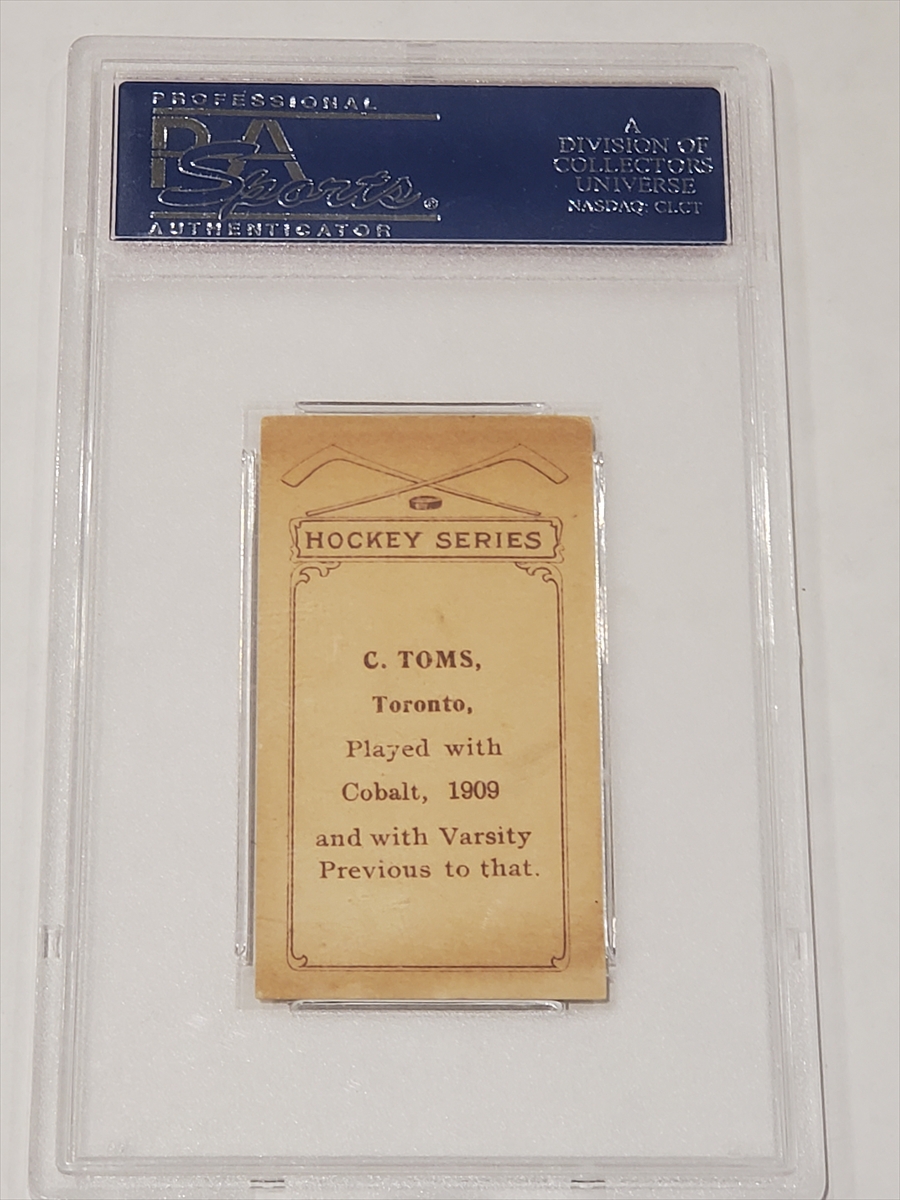 PROFESSIONAL
PSA
Sports®
AUTHENTICATOR
A
DIVISION OF
COLLECTORS
UNIVERSE
NASDAQ: CLCT
HOCKEY SERIES
C. TOMS,
Toronto,
Played with
Cobalt, 1909
and with Varsity
Previous to that.